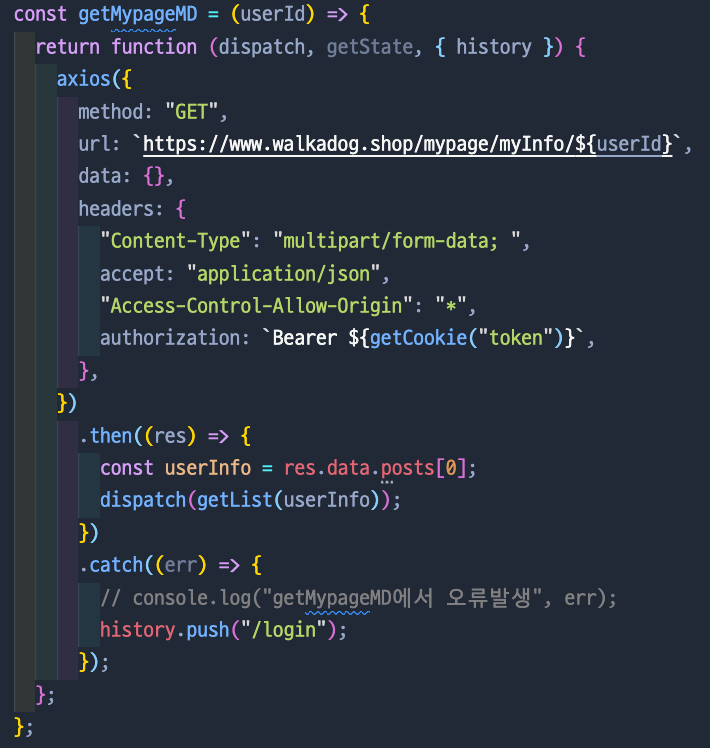 const getMypageMD = (userId) => {
  return function (dispatch, getState, { history }) {
    axios({
      method: "GET",
      url: `https://www.walkadog.shop/mypage/myInfo/${userId}`,
      data: {},
      headers: {
        "Content-Type": "multipart/form-data; ",
        accept: "application/json",
        "Access-Control-Allow-Origin": "*",
        authorization: `Bearer ${getCookie("token")}`,
      },
    })
      .then((res) => {
        const userInfo = res.data.posts[0];
        dispatch(getList(userInfo));
      })
      .catch((err) => {
        // console.log("getMypageMD에서 오류발생", err);
        history.push("/login");
      });
  };
};